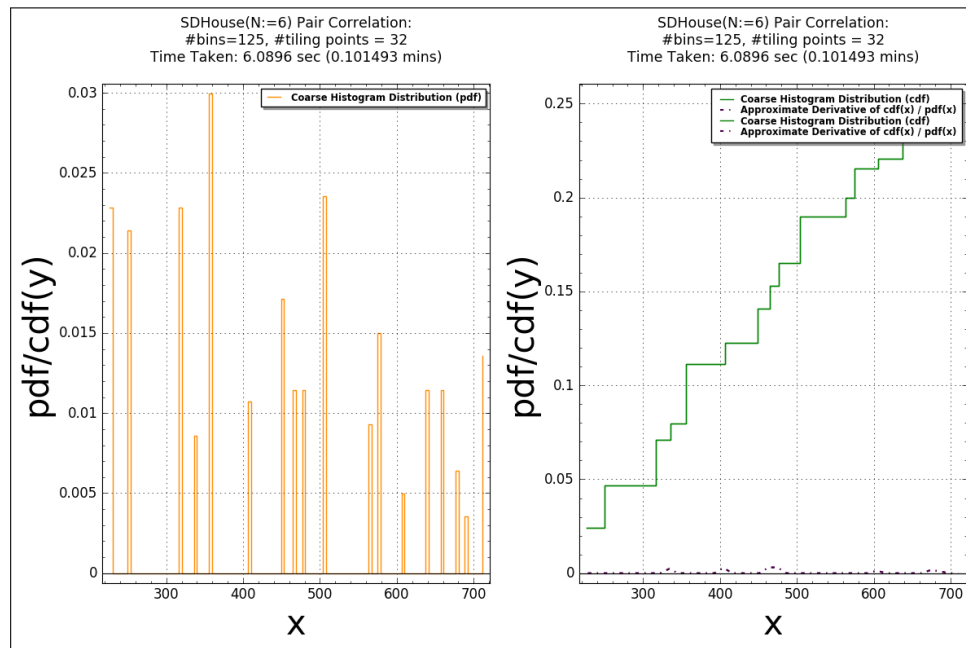 SDHouse(N:=6) Pair Correlation:
#bins=125, #tiling points = 32
Time Taken: 6.0896 sec (0.101493 mins)
Coarse Histogram Distribution (pdf)
0.03
0.025
0.02
0.015
0.01
0.005
0
pdf/cdf(y)
300 400 500 600 700
x
SDHouse(N:=6) Pair Correlation:
#bins=125, #tiling points = 32
Time Taken: 6.0896 sec (0.101493 mins)
Coarse Histogram Distribution (cdf)
Approximate Derivative of cdf(x) / pdf(x)
Coarse Histogram Distribution (cdf)
Approximate Derivative of cdf(x) / pdf(x)
0.25
0.2
0.15
0.1
0.05
0
pdf/cdf(y)
300 400 500 600 700
x